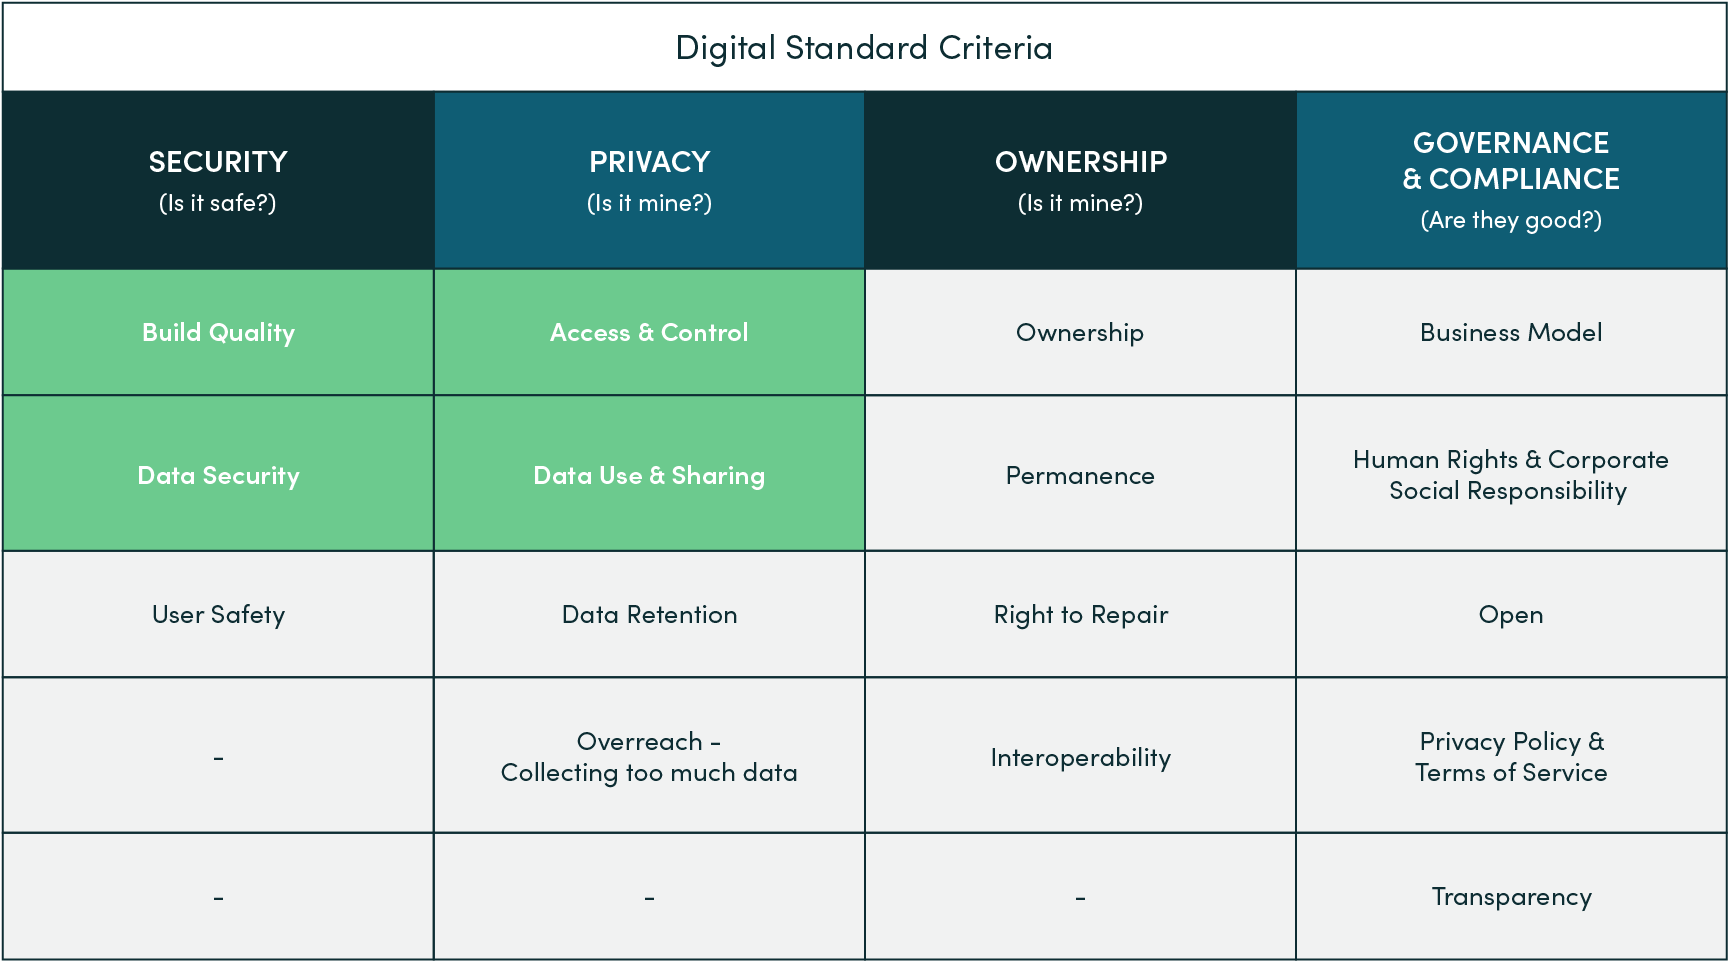 Digital Standard Criteria
SECURITY
(Is it safe?)
PRIVACY
(Is it mine?)
OWNERSHIP
(Is it mine?)
GOVERNANCE
& COMPLIANCE
(Are they good?)
Build Quality
Access & Control
Ownership
Business Model
Data Security
Data Use & Sharing
Permanence
Human Rights & Corporate
Social Responsibility
User Safety
Data Retention
Right to Repair
Open
-
Overreach -
Collecting too much data
Interoperability
Privacy Policy &
Terms of Service
-
-
-
Transparency